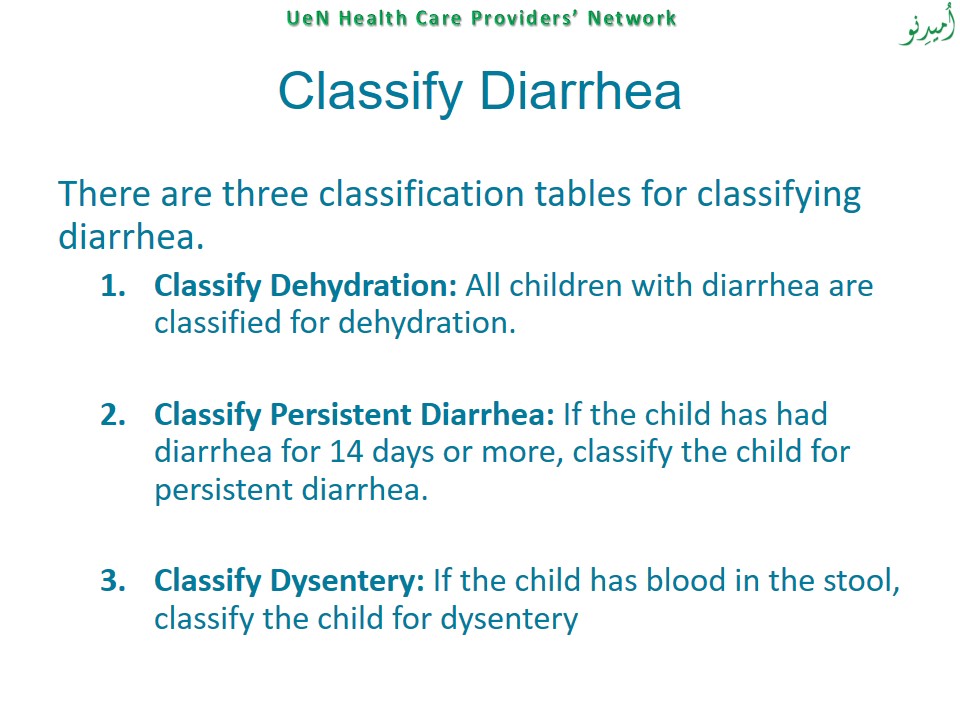 UeN Health Care Providers’ Network
اُمیدِنو
Classify Diarrhea
There are three classification tables for classifying
diarrhea.
1. Classify Dehydration: All children with diarrhea are
classified for dehydration.
2. Classify Persistent Diarrhea: If the child has had
diarrhea for 14 days or more, classify the child for
persistent diarrhea.
3. Classify Dysentery: If the child has blood in the stool,
classify the child for dysentery